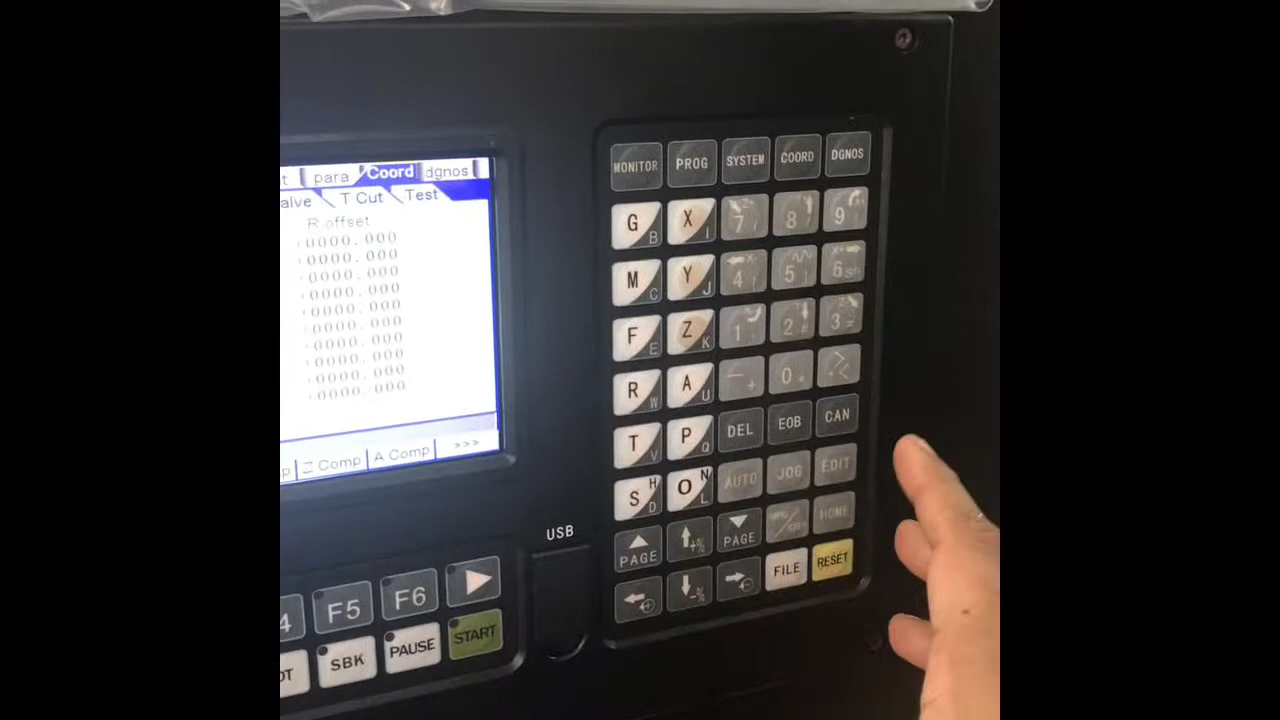 para Coord dgnos
alve T Cut Test
R offset
0000.000
0000.000
0000.000
0000.000
0000.000
0000.000
0000.000
0000.000
0000.000
0000.000
Z Comp A Comp >>>
MONITOR PROG SYSTEM COORD DGNOS
G B X I 7 8 9
M C Y J 4 5 6
F E Z K 1 2 # 3 =
R W A U - + 0 . < >
T V P Q DEL EOB CAN
S H D O N L AUTO JOG EDIT
PAGE +% PAGE HOME
-% FILE RESET
USB
4 F5 F6
SBK PAUSE START